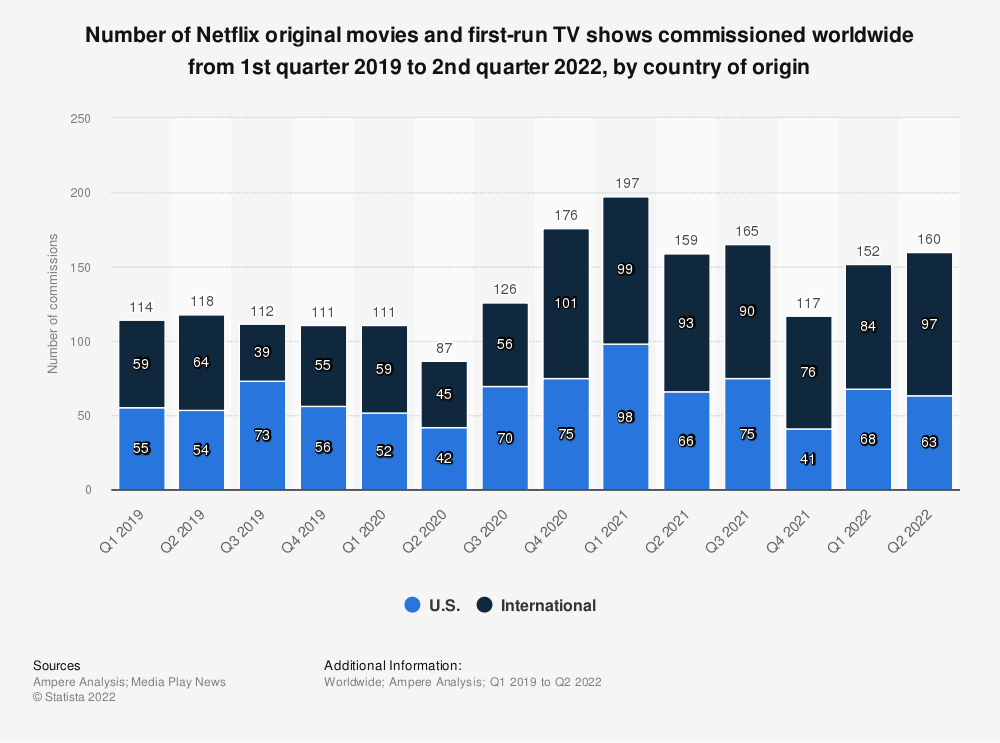 Number of Netflix original movies and first-run TV shows commissioned worldwide
from 1st quarter 2019 to 2nd quarter 2022, by country of origin
Number of commissions
250
200
150
100
50
0
114
118
112
111
111
87
126
176
197
159
165
117
152
160
59
64
39
55
59
45
56
101
99
93
90
76
84
97
55
54
73
56
52
42
70
75
98
66
75
41
68
63
Q1 2019
Q2 2019
Q3 2019
Q4 2019
Q1 2020
Q2 2020
Q3 2020
Q4 2020
Q1 2021
Q2 2021
Q3 2021
Q4 2021
Q1 2022
Q2 2022
U.S.
International
Sources
Ampere Analysis; Media Play News
© Statista 2022
Additional Information:
Worldwide; Ampere Analysis; Q1 2019 to Q2 2022